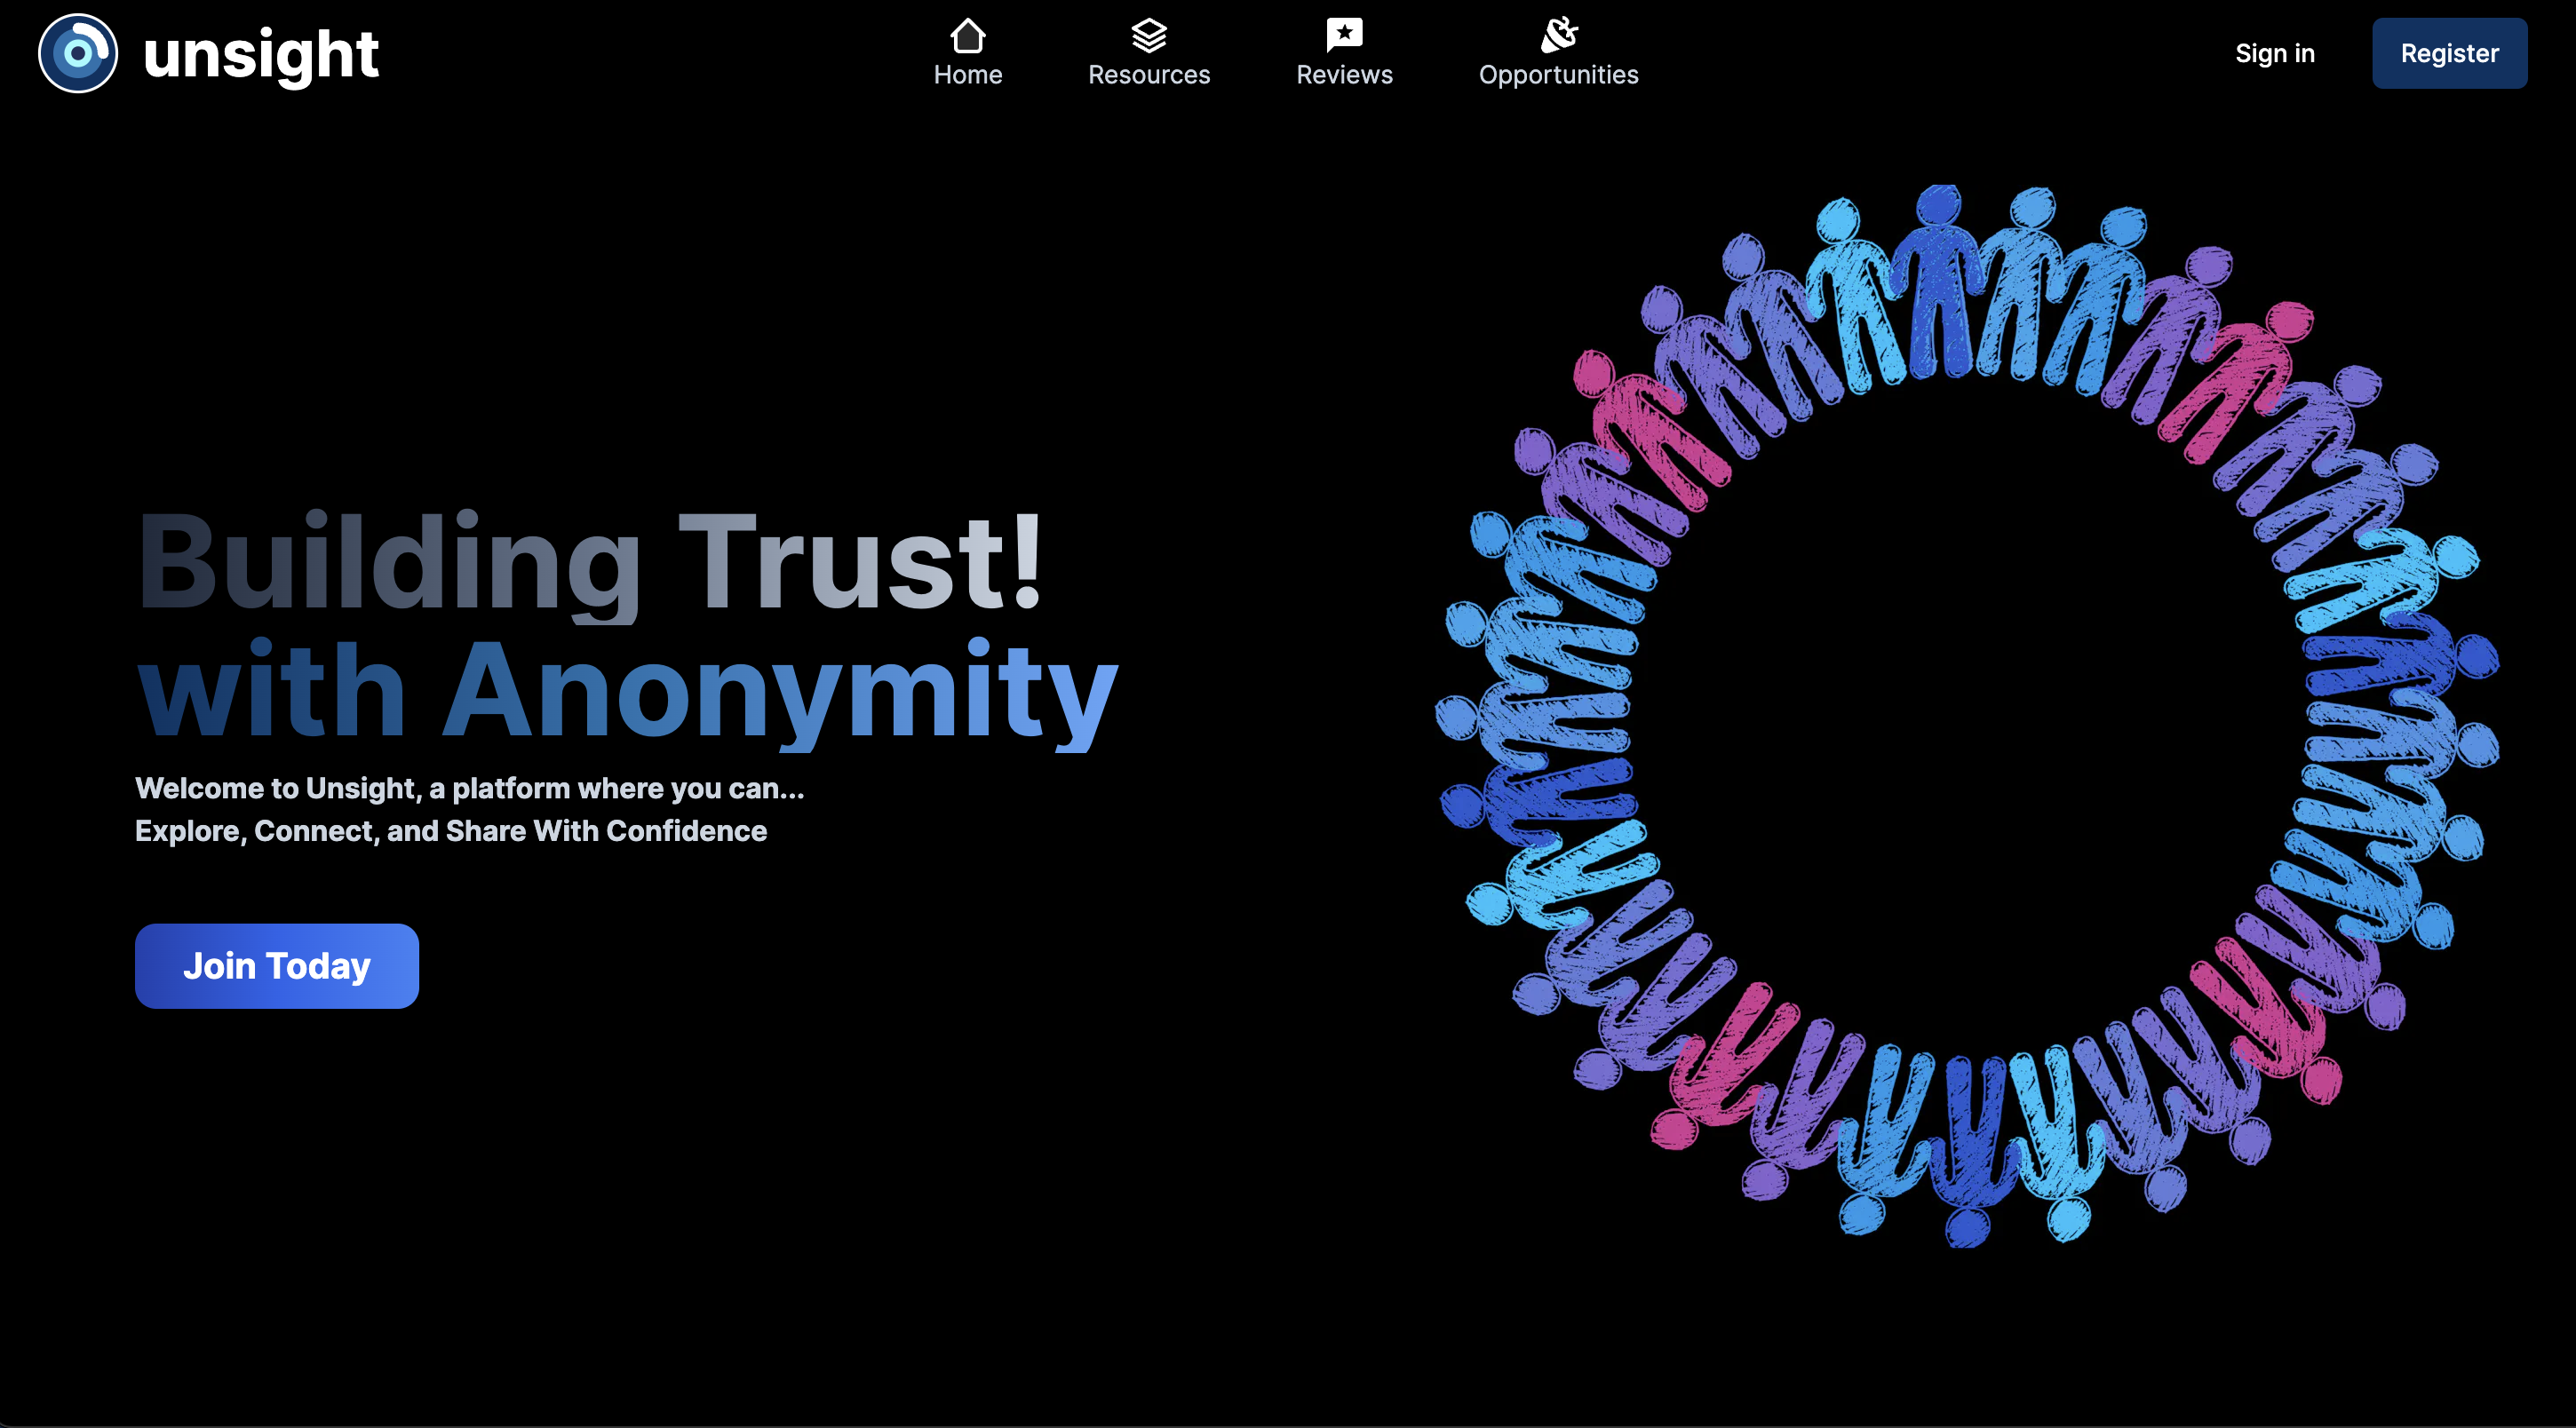 unsight
Home
Resources
Reviews
Opportunities
Sign in
Register
Building Trust!
with Anonymity
Welcome to Unsight, a platform where you can...
Explore, Connect, and Share With Confidence
Join Today